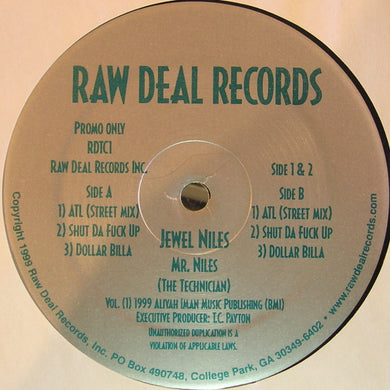 RAW DEAL RECORDS
PROMO ONLY
RDTC1
RAW DEAL RECORDS INC.
SIDE 1 & 2
SIDE A
1) ATL (STREET MIX)
2) SHUT DA FUCK UP
3) DOLLAR BILLA
SIDE B
1) ATL (STREET MIX)
2) SHUT DA FUCK UP
3) DOLLAR BILLA
JEWEL NILES
MR. NILES
(THE TECHNICIAN)
VOL. (1) 1999 ALIYAH IMAN MUSIC PUBLISHING (BMI)
EXECUTIVE PRODUCER: T.C. PAYTON
UNAUTHORIZED DUPLICATION IS A
VIOLATION OF APPLICABLE LAWS.
Copyright 1999 Raw Deal Records, Inc. PO Box 490748, College Park, GA 30349-6402 • www.rawdealrecords.com